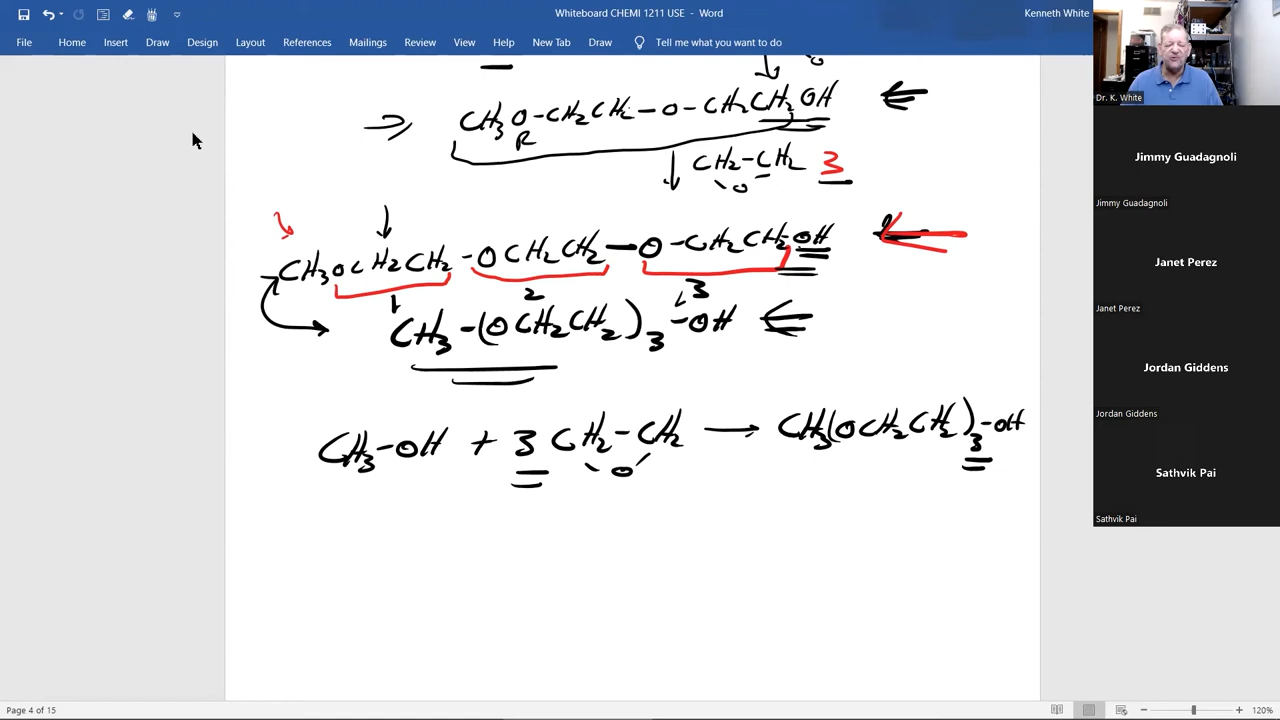 Whiteboard CHEMI 1211 USE - Word
Kenneth White
File Home Insert Draw Design Layout References Mailings Review View Help New Tab Draw Tell me what you want to do
⇒ CH3 O-CH2CH2-O-CH2CH2OH ⇐
R
↓ CH2-CH2 3
O
CH3OCH2CH2-OCH2CH2-O-CH2CH2-OH
2 3
CH3-(OCH2CH2)3-OH ⇐
CH3-OH + 3 CH2-CH2 → CH3(OCH2CH2)3-OH
O
Dr. K. White
Jimmy Guadagnoli
Jimmy Guadagnoli
Janet Perez
Janet Perez
Jordan Giddens
Jordan Giddens
Sathvik Pai
Sathvik Pai
Page 4 of 15
120%